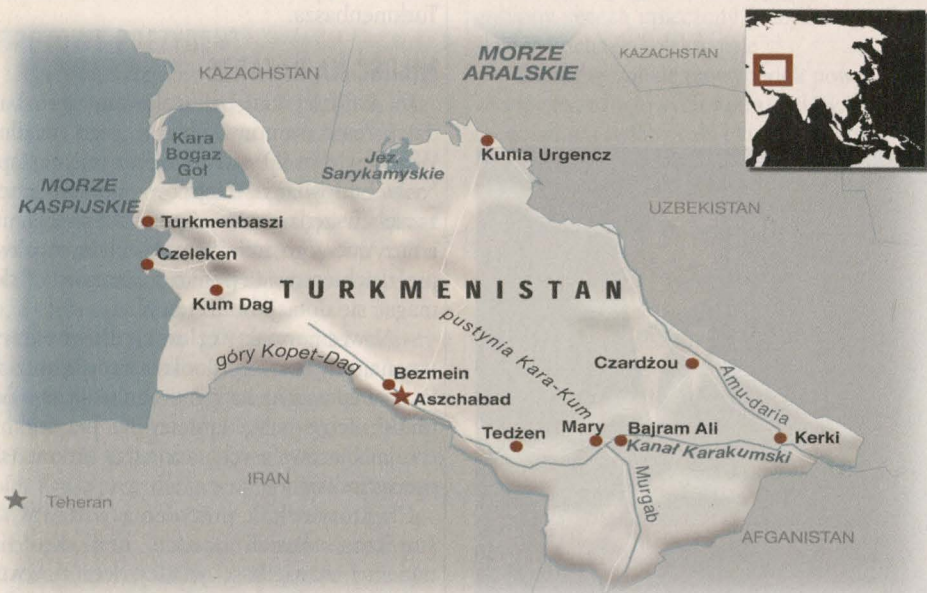 MORZE
ARALSKIE
KAZACHSTAN
KAZACHSTAN
Kara
Bogaz
Goł
Jez.
Sarykamyskie
Kunia Urgencz
MORZE
KASPIJSKIE
UZBEKISTAN
Turkmenbaszi
Czeleken
TURKMENISTAN
Kum Dag
pustynia Kara-Kum
góry Kopet-Dag
Bezmein
Aszchabad
Czardżou
Amu-daria
Tedżen
Mary
Bajram Ali
Kerki
Kanał Karakumski
Murgab
IRAN
Teheran
AFGANISTAN